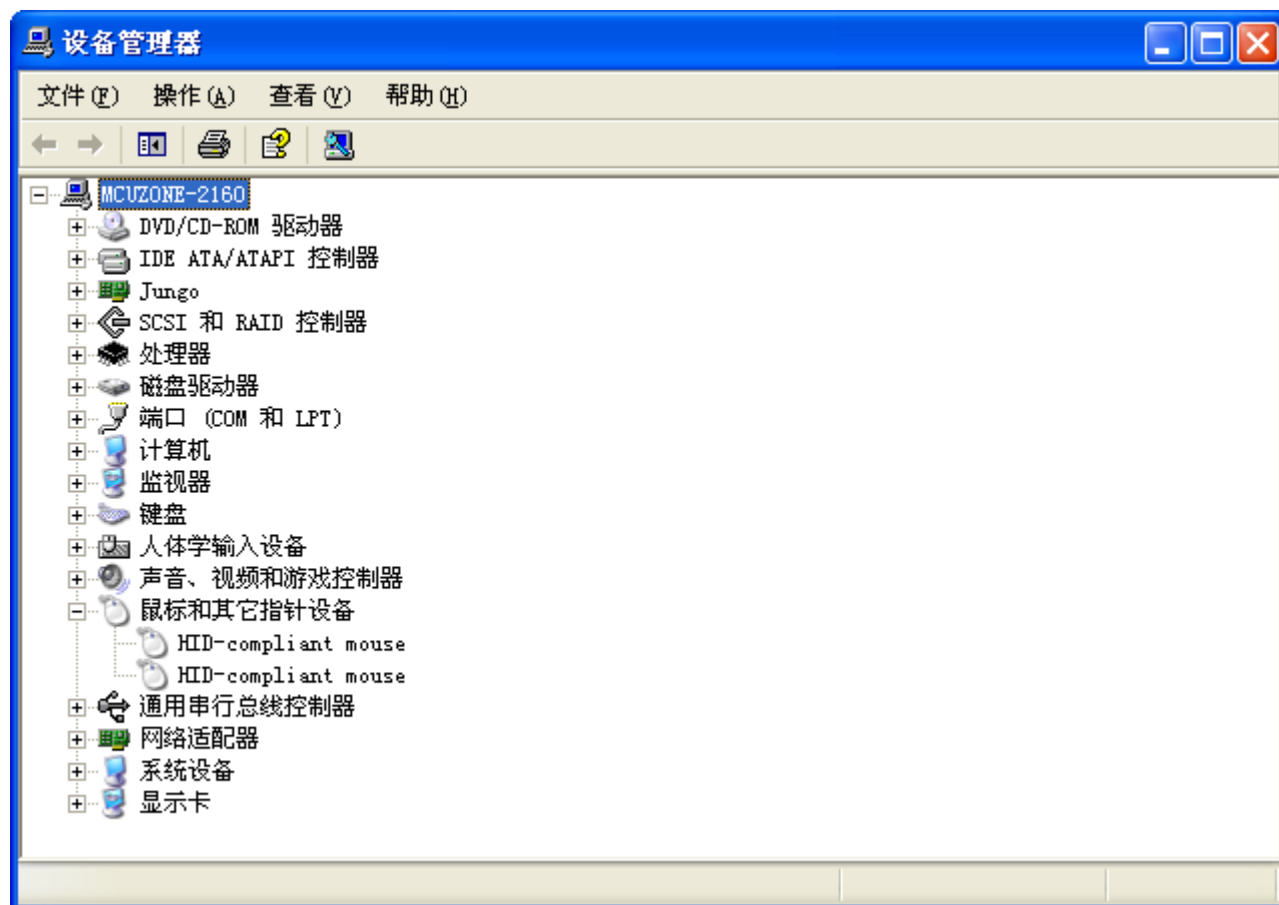 设备管理器
文件(F) 操作(A) 查看(V) 帮助(H)
MCUZONE-2160
DVD/CD-ROM 驱动器
IDE ATA/ATAPI 控制器
Jungo
SCSI 和 RAID 控制器
处理器
磁盘驱动器
端口 (COM 和 LPT)
计算机
监视器
键盘
人体学输入设备
声音、视频和游戏控制器
鼠标和其它指针设备
HID-compliant mouse
HID-compliant mouse
通用串行总线控制器
网络适配器
系统设备
显示卡